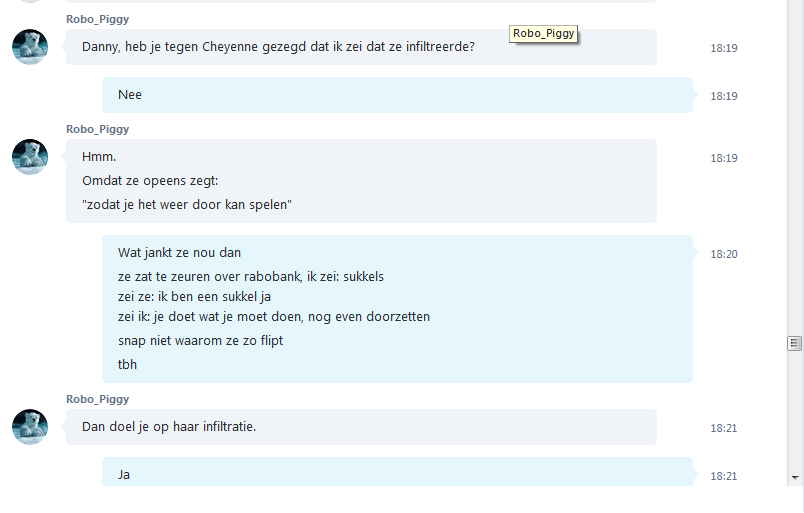 Robo_Piggy
Danny, heb je tegen Cheyenne gezegd dat ik zei dat ze infiltreerde?
Robo_Piggy
18:19
Nee
18:19
Robo_Piggy
Hmm.
18:19
Omdat ze opeens zegt:
"zodat je het weer door kan spelen"
Wat jankt ze nou dan
18:20
ze zat te zeuren over rabobank, ik zei: sukkels
zei ze: ik ben een sukkel ja
zei ik: je doet wat je moet doen, nog even doorzetten
snap niet waarom ze zo flipt
tbh
Robo_Piggy
Dan doel je op haar infiltratie.
18:21
Ja
18:21